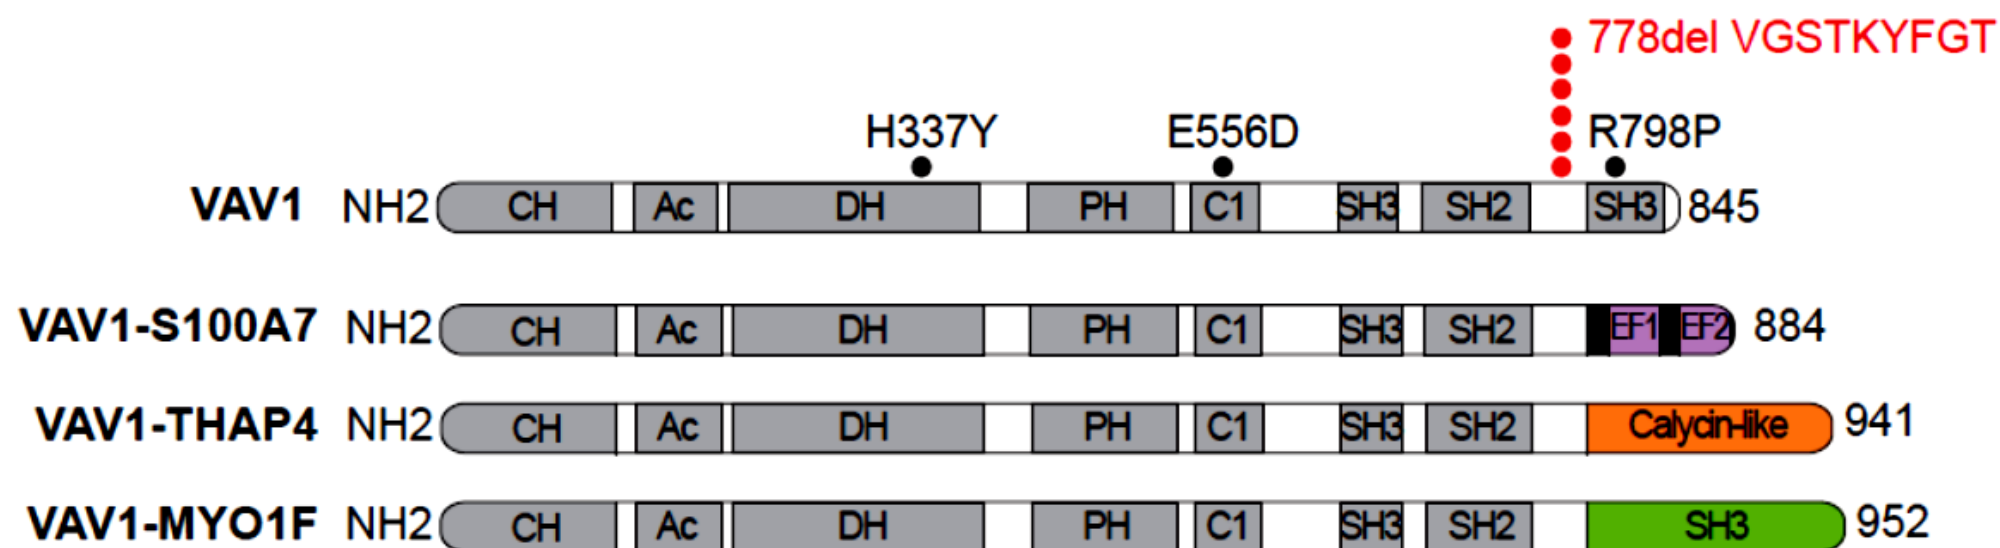 778del VGSTKYFGT
H337Y E556D R798P
VAV1 NH2 CH Ac DH PH C1 SH3 SH2 SH3 845
VAV1-S100A7 NH2 CH Ac DH PH C1 SH3 SH2 EF1 EF2 884
VAV1-THAP4 NH2 CH Ac DH PH C1 SH3 SH2 Calycin-like 941
VAV1-MYO1F NH2 CH Ac DH PH C1 SH3 SH2 SH3 952